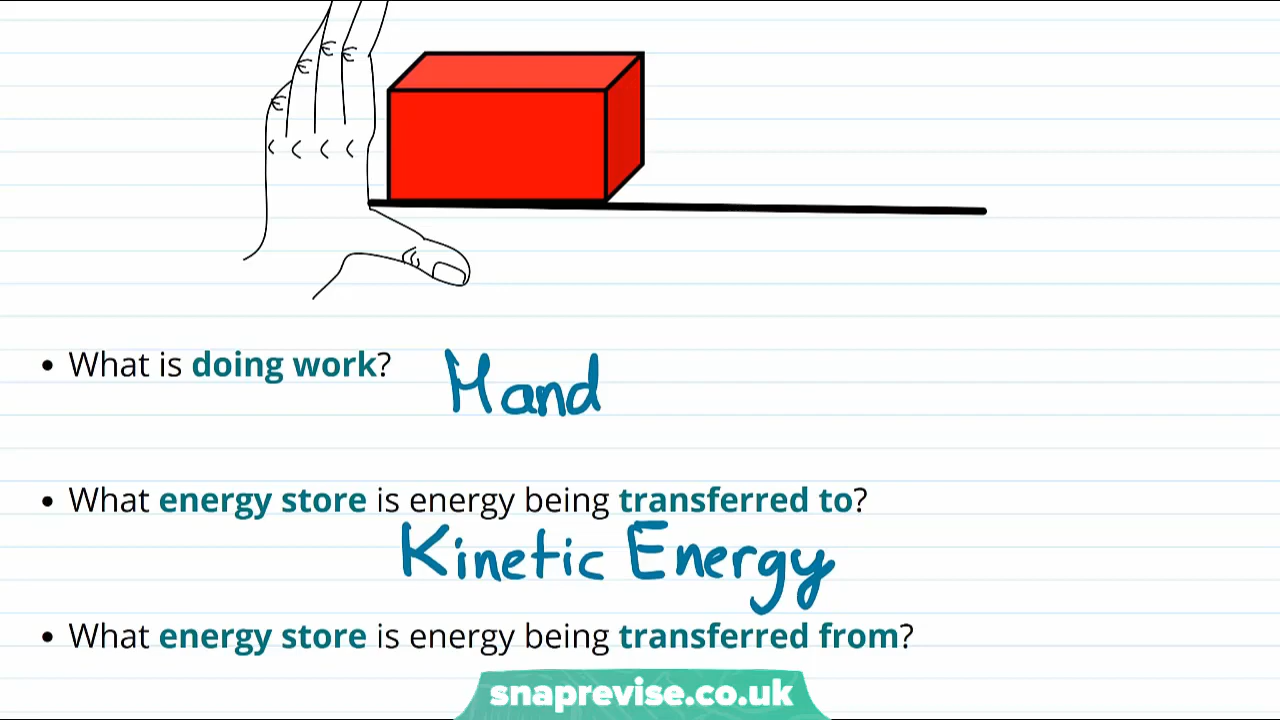 • What is doing work?
Hand
• What energy store is energy being transferred to?
Kinetic Energy
• What energy store is energy being transferred from?
snaprevise.co.uk